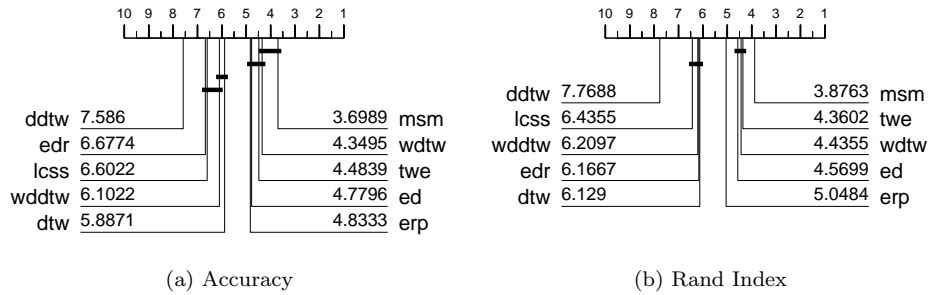 10 9 8 7 6 5 4 3 2 1
ddtw 7.586 3.6989 msm
edr 6.6774 4.3495 wdtw
lcss 6.6022 4.4839 twe
wddtw 6.1022 4.7796 ed
dtw 5.8871 4.8333 erp
(a) Accuracy
10 9 8 7 6 5 4 3 2 1
ddtw 7.7688 3.8763 msm
lcss 6.4355 4.3602 twe
wddtw 6.2097 4.4355 wdtw
edr 6.1667 4.5699 ed
dtw 6.129 5.0484 erp
(b) Rand Index